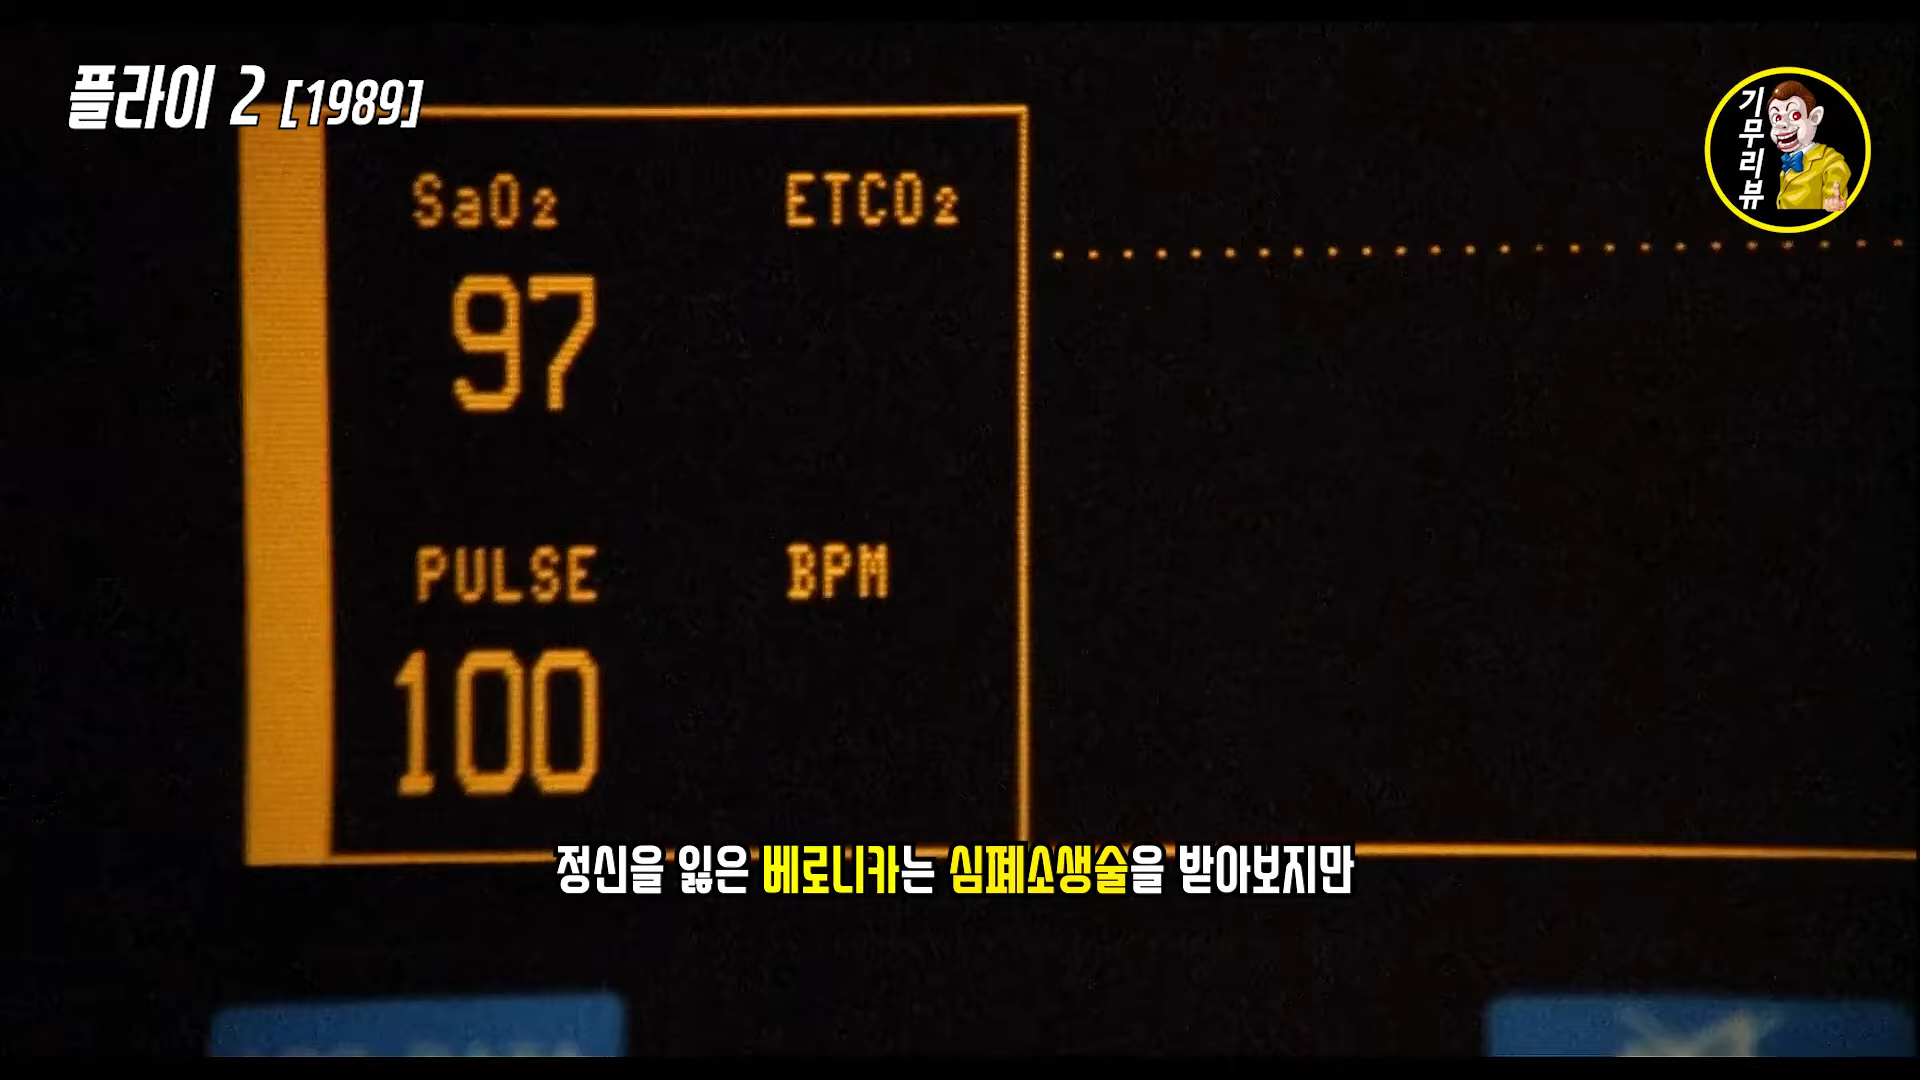 플라이 2 [1989]
기무리뷰
SaO₂ ETCO₂
97
PULSE BPM
100
정신을 잃은 베로니카는 심폐소생술을 받아보지만